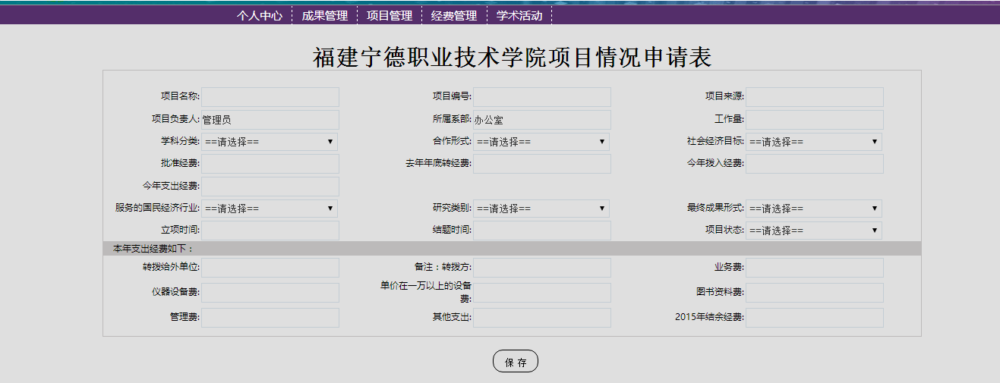 个人中心 成果管理 项目管理 经费管理 学术活动
福建宁德职业技术学院项目情况申请表
项目名称: 项目编号: 项目来源:
项目负责人: 管理员 所属系部: 办公室 工作量:
学科分类: ==请选择== 合作形式: ==请选择== 社会经济目标: ==请选择==
批准经费: 去年年底转经费: 今年拨入经费:
今年支出经费:
服务的国民经济行业: ==请选择== 研究类别: ==请选择== 最终成果形式: ==请选择==
立项时间: 结题时间: 项目状态: ==请选择==
本年支出经费如下：
转拨给外单位: 备注：转拨方: 业务费:
仪器设备费: 单价在一万以上的设备
费: 图书资料费:
管理费: 其他支出: 2015年结余经费:
保 存